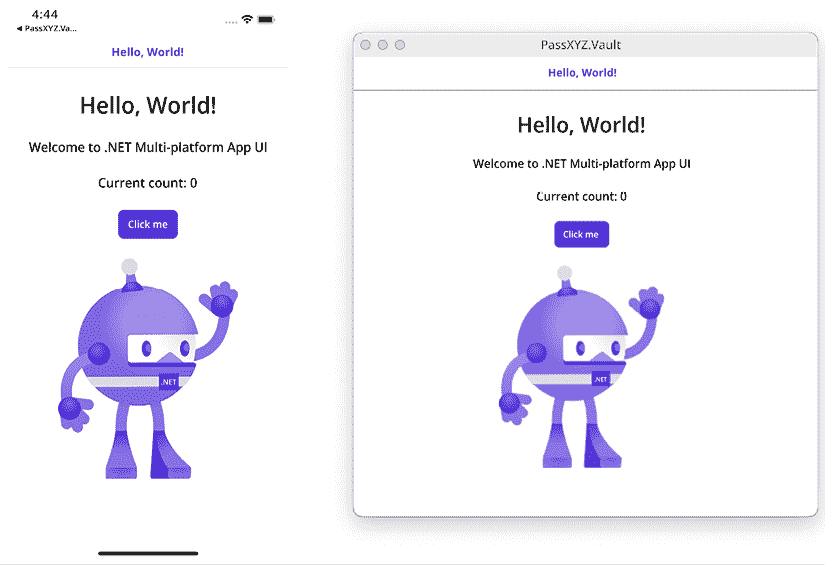 4:44
◀ PassXYZ.Va...
Hello, World!
Hello, World!
Welcome to .NET Multi-platform App UI
Current count: 0
Click me
.NET
PassXYZ.Vault
Hello, World!
Hello, World!
Welcome to .NET Multi-platform App UI
Current count: 0
Click me
.NET